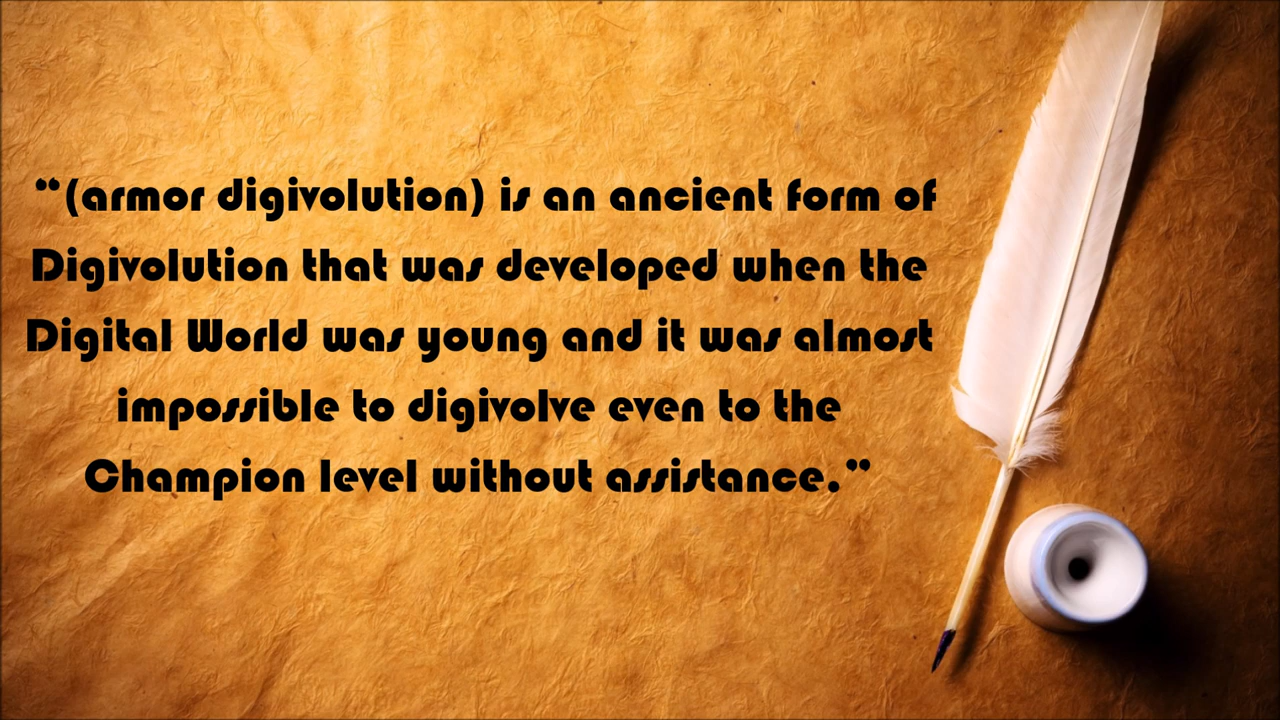 “(armor digivolution) is an ancient form of
Digivolution that was developed when the
Digital World was young and it was almost
impossible to digivolve even to the
Champion level without assistance.”